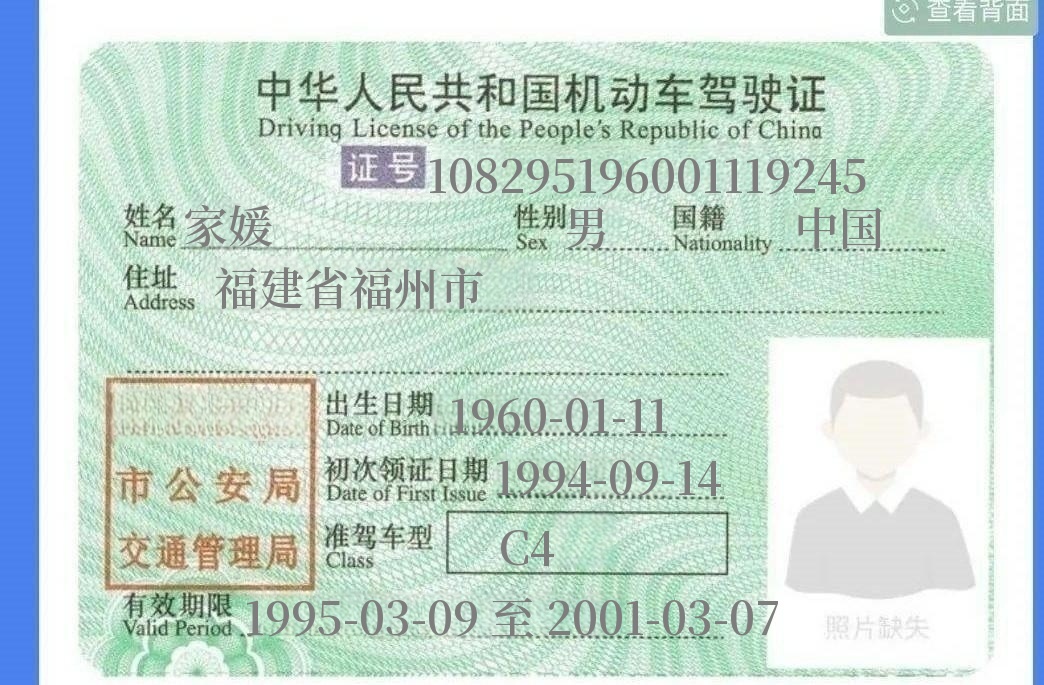 查看背面
中华人民共和国机动车驾驶证
Driving License of the People's Republic of China
证号 108295196001119245
姓名 家媛 性别 男 国籍 中国
Name Sex Nationality
住址 福建省福州市
Address
出生日期 1960-01-11
Date of Birth
初次领证日期 1994-09-14
Date of First Issue
市公安局
交通管理局
准驾车型 C4
Class
有效期限 1995-03-09 至 2001-03-07
Valid Period
照片缺失